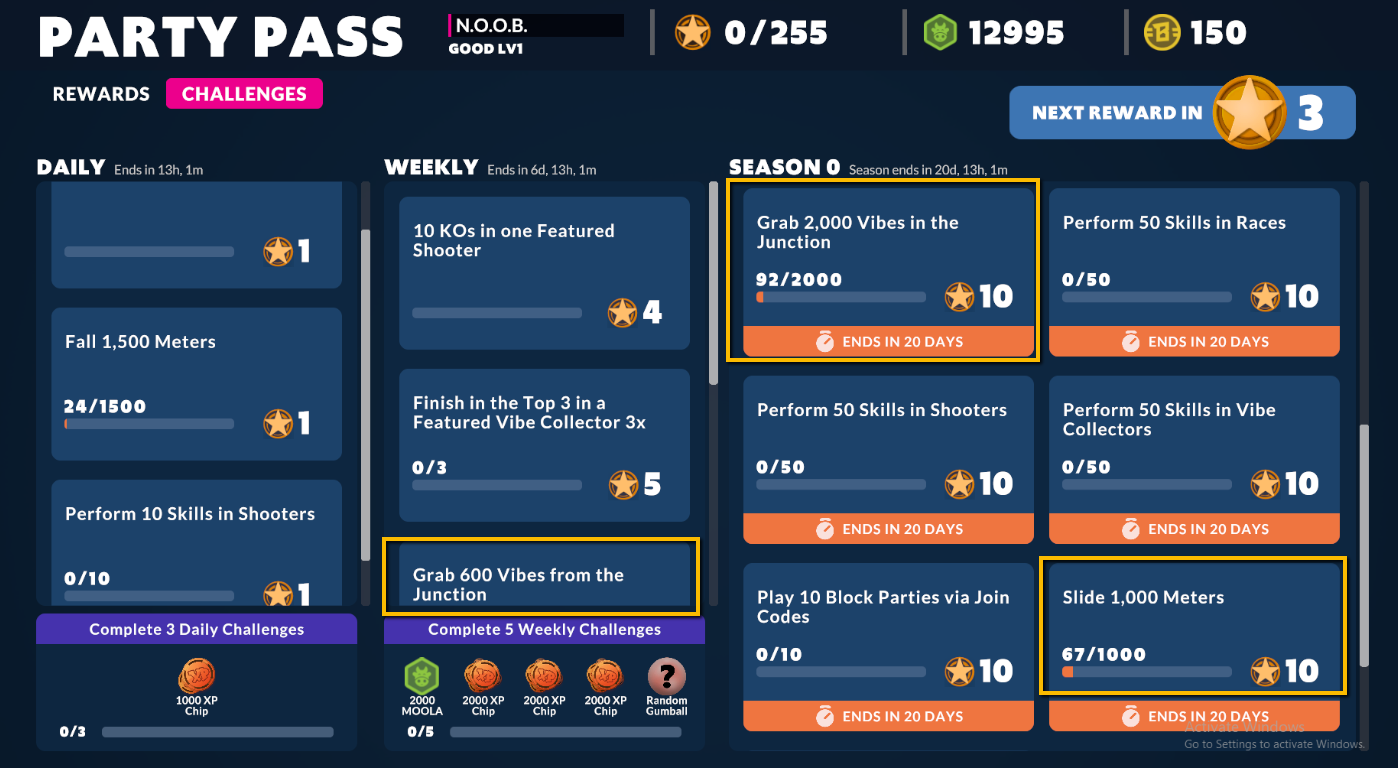 PARTY PASS
N.O.O.B.
GOOD LV1
0/255
12995
150
REWARDS
CHALLENGES
NEXT REWARD IN
3
DAILY Ends in 13h, 1m
1
Fall 1,500 Meters
24/1500
1
Perform 10 Skills in Shooters
0/10
1
Complete 3 Daily Challenges
1000 XP
Chip
0/3
WEEKLY Ends in 6d, 13h, 1m
10 KOs in one Featured
Shooter
4
Finish in the Top 3 in a
Featured Vibe Collector 3x
0/3
5
Grab 600 Vibes from the
Junction
Complete 5 Weekly Challenges
2000
MOOLA
2000 XP
Chip
2000 XP
Chip
2000 XP
Chip
?
Random
Gumball
0/5
SEASON 0 Season ends in 20d, 13h, 1m
Grab 2,000 Vibes in the
Junction
92/2000
10
ENDS IN 20 DAYS
Perform 50 Skills in Races
0/50
10
ENDS IN 20 DAYS
Perform 50 Skills in Shooters
0/50
10
ENDS IN 20 DAYS
Perform 50 Skills in Vibe
Collectors
0/50
10
ENDS IN 20 DAYS
Play 10 Block Parties via Join
Codes
0/10
10
ENDS IN 20 DAYS
Slide 1,000 Meters
67/1000
10
ENDS IN 20 DAYS
Activate Windows
Go to Settings to activate Windows.